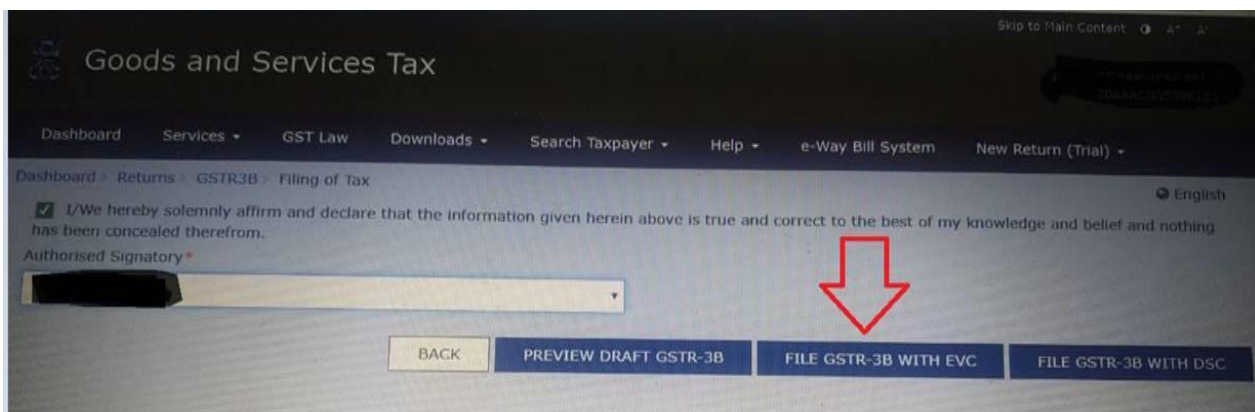 Skip to Main Content A+ A-
Goods and Services Tax
Dashboard Services GST Law Downloads Search Taxpayer Help e-Way Bill System New Return (Trial)
Dashboard > Returns > GSTR3B > Filing of Tax
English
I/We hereby solemnly affirm and declare that the information given herein above is true and correct to the best of my knowledge and belief and nothing
has been concealed therefrom.
Authorised Signatory*
BACK PREVIEW DRAFT GSTR-3B FILE GSTR-3B WITH EVC FILE GSTR-3B WITH DSC